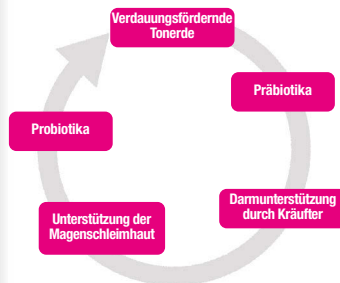 Verdauungsfördernde
Tonerde
Präbiotika
Darmunterstützung
durch Kräufter
Unterstützung der
Magenschleimhaut
Probiotika